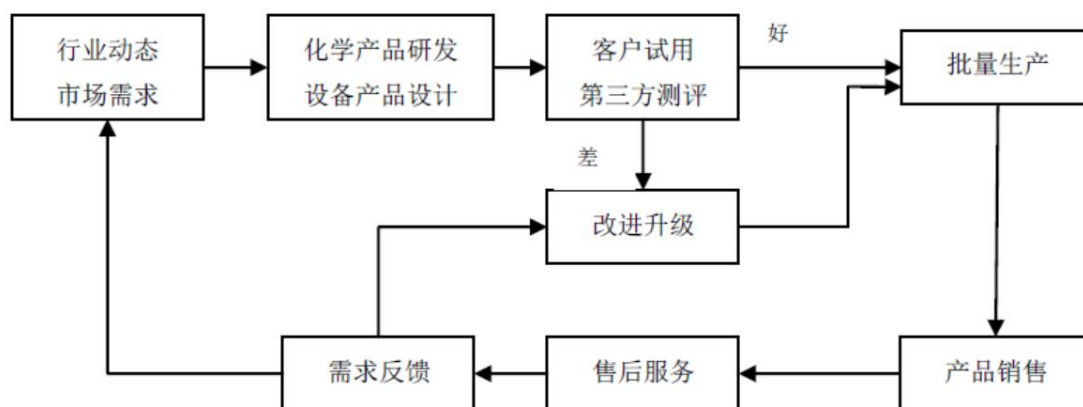 行业动态
市场需求
化学产品研发
设备产品设计
客户试用
第三方测评
好
批量生产
差
改进升级
需求反馈
售后服务
产品销售